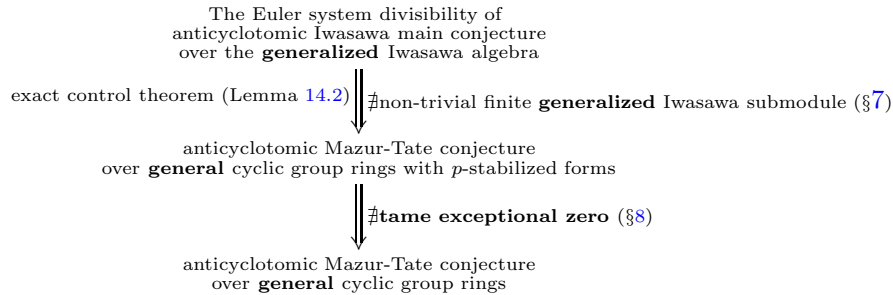 The Euler system divisibility of
anticyclotomic Iwasawa main conjecture
over the generalized Iwasawa algebra
exact control theorem (Lemma 14.2)
∄non-trivial finite generalized Iwasawa submodule (§7)
anticyclotomic Mazur-Tate conjecture
over general cyclic group rings with p-stabilized forms
∄tame exceptional zero (§8)
anticyclotomic Mazur-Tate conjecture
over general cyclic group rings